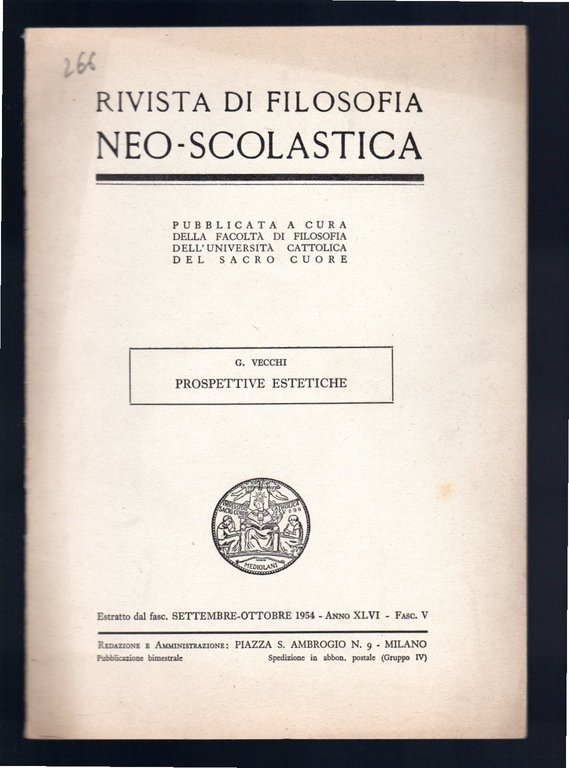 266
RIVISTA DI FILOSOFIA
NEO-SCOLASTICA
PUBBLICATA A CURA
DELLA FACOLTÀ DI FILOSOFIA
DELL'UNIVERSITÀ CATTOLICA
DEL SACRO CUORE
G. VECCHI
PROSPETTIVE ESTETICHE
MEDIOLANI
Estratto dal fasc. SETTEMBRE-OTTOBRE 1954 - ANNO XLVI - FASC. V
REDAZIONE E AMMINISTRAZIONE: PIAZZA S. AMBROGIO N. 9 - MILANO
Pubblicazione bimestrale Spedizione in abbon. postale (Gruppo IV)